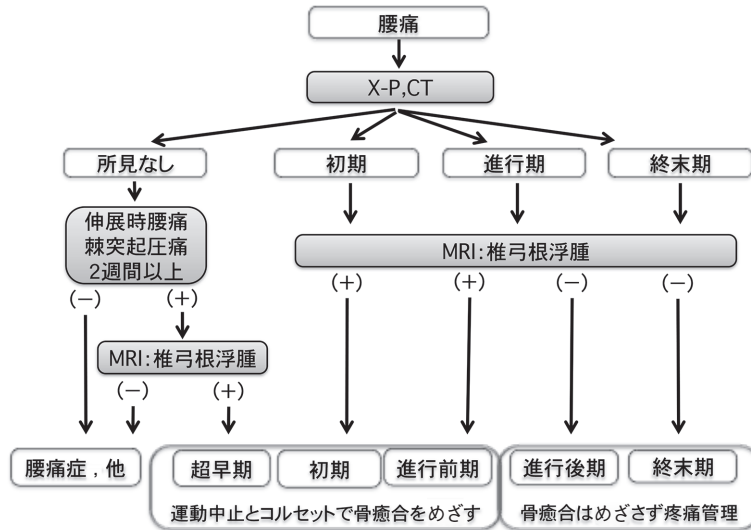 腰痛
X-P,CT
所見なし
初期
進行期
終末期
伸展時腰痛
棘突起圧痛
2週間以上
MRI：椎弓根浮腫
(－)
(＋)
(＋)
(＋)
(－)
(－)
MRI：椎弓根浮腫
(－)
(＋)
腰痛症，他
超早期
初期
進行前期
進行後期
終末期
運動中止とコルセットで骨癒合をめざす
骨癒合はめざさず疼痛管理